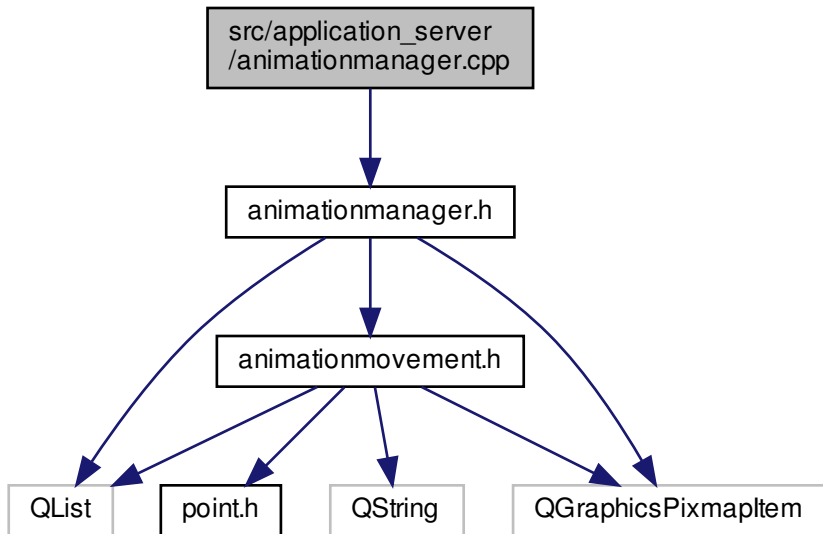 src/application_server
/animationmanager.cpp
animationmanager.h
animationmovement.h
QList
point.h
QString
QGraphicsPixmapItem